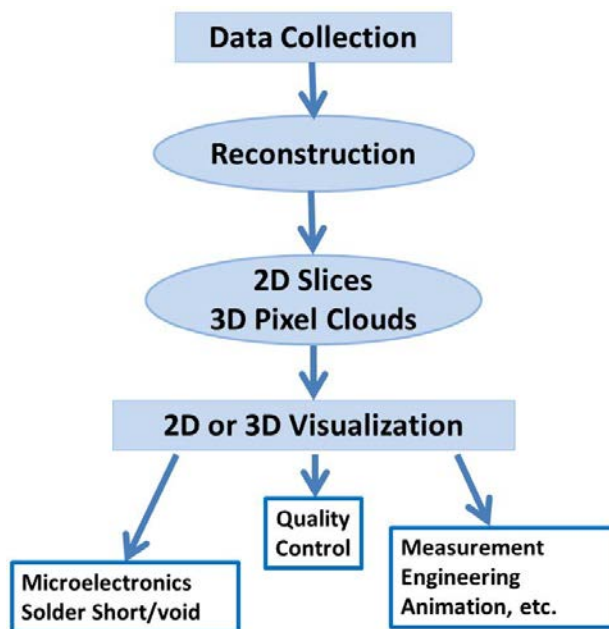 Data Collection
Reconstruction
2D Slices
3D Pixel Clouds
2D or 3D Visualization
Quality
Control
Microelectronics
Solder Short/void
Measurement
Engineering
Animation, etc.